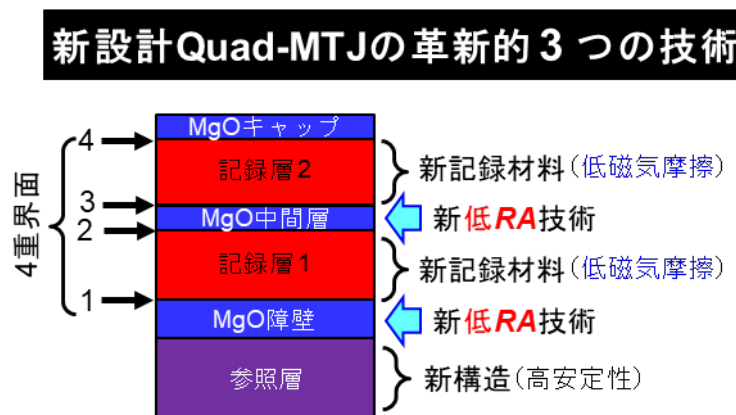 新設計Quad-MTJの革新的3つの技術
MgOキャップ
4
記録層2
新記録材料(低磁気摩擦)
3
MgO中間層
新低RA技術
2
4重界面
記録層1
新記録材料(低磁気摩擦)
1
MgO障壁
新低RA技術
参照層
新構造(高安定性)